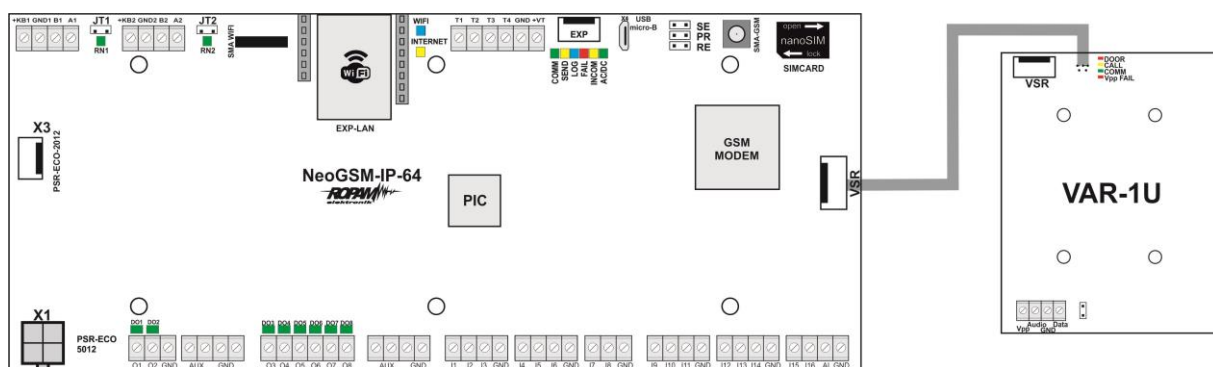 +KB1 GND1 B1 A1
JT1
RN1
+KB2 GND2 B2 A2
JT2
RN2
SMA WIFI
WiFi
EXP-LAN
WIFI
INTERNET
T1 T2 T3 T4 GND +VT
EXP
COMM
SEND
LOG
FAIL
INCOM
AC/DC
X4 USB
micro-B
SE
PR
RE
SMA-GSM
open
nanoSIM
lock
SIMCARD
X3
PSR-ECO-2012
NeoGSM-IP-64
ROPAM
elektronik
PIC
GSM
MODEM
VSR
VSR
DOOR
CALL
COMM
Vpp FAIL
VAR-1U
Vpp Audio GND Data
X1
PSR-ECO
5012
DO1 DO2
O1 O2 GND
AUX GND
DO3 DO4 DO5 DO6 DO7 DO8
O3 O4 O5 O6 O7 O8
AUX GND
I1 I2 I3 GND
I4 I5 I6 GND
I7 I8 GND
I9 I10 I11 GND
I12 I13 I14 GND
I15 I16 AI GND